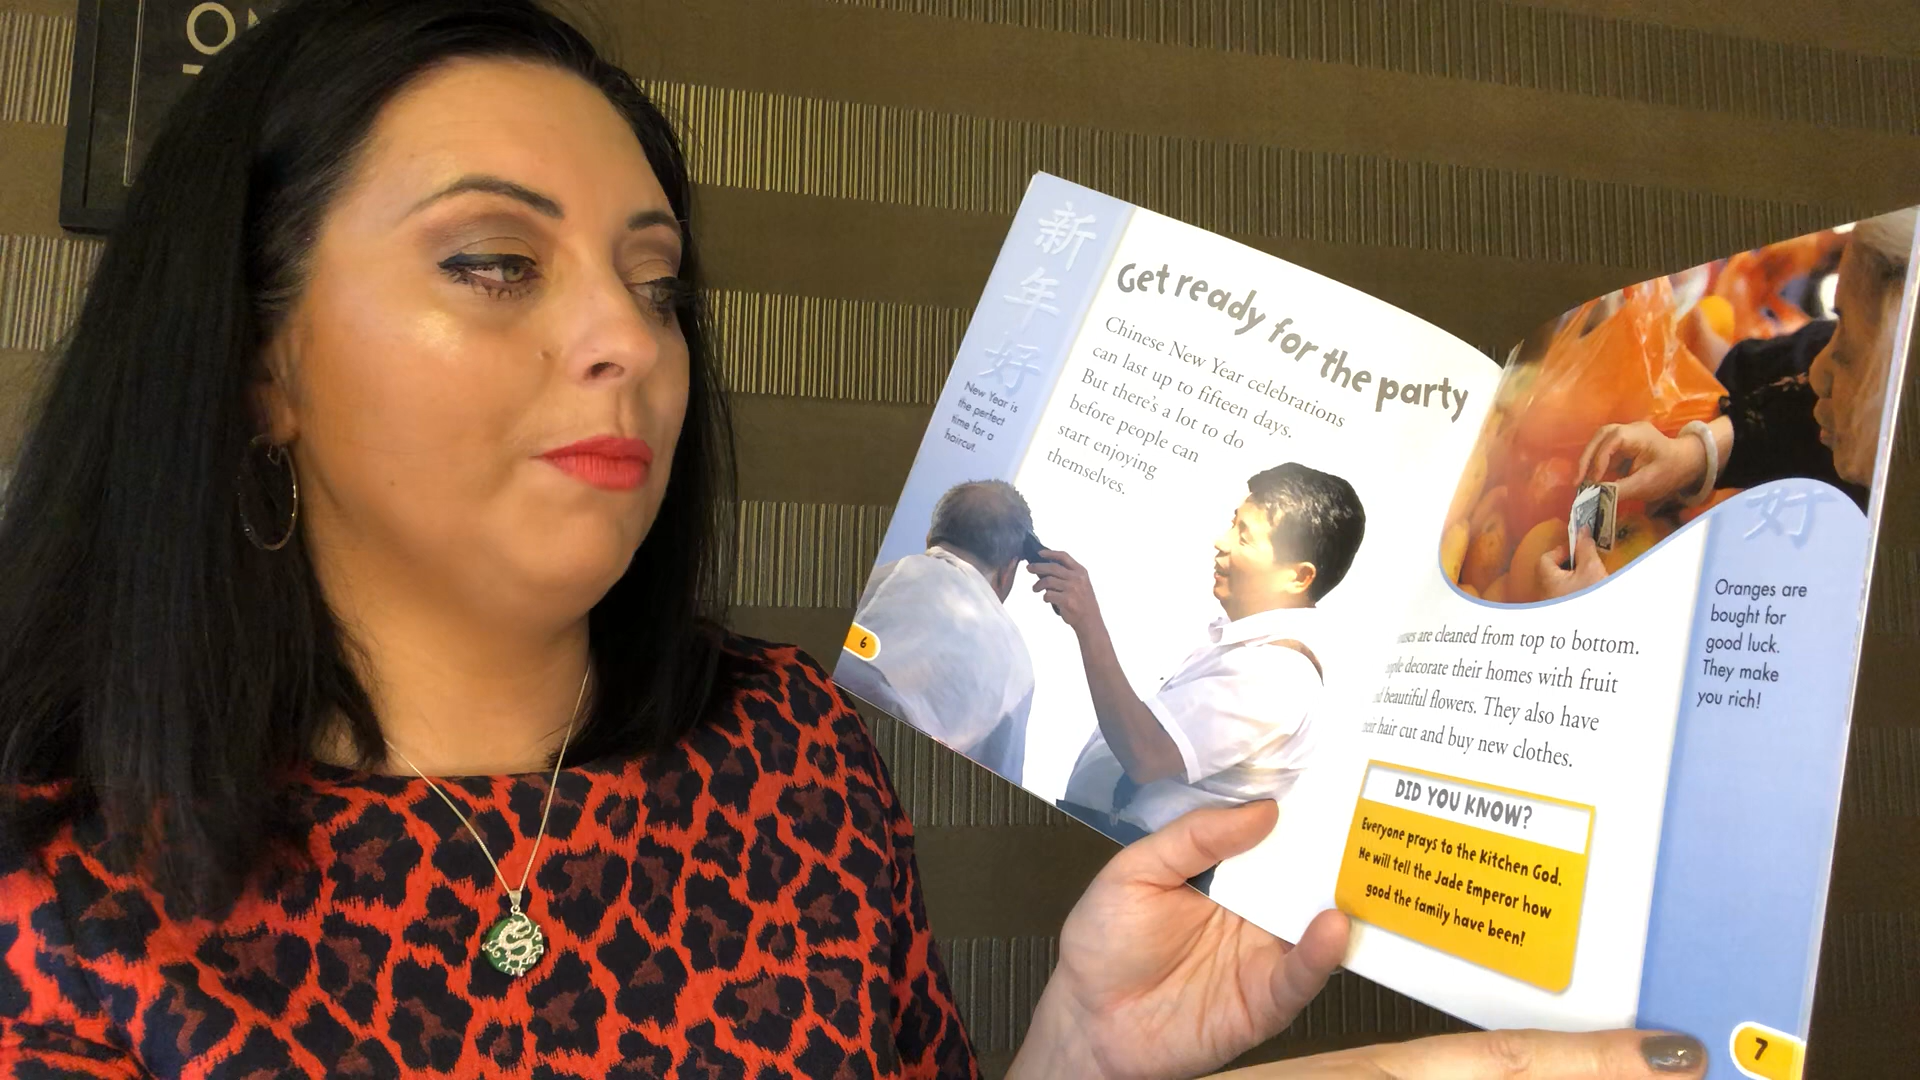 新
年
好
Get ready for the party
Chinese New Year celebrations
can last up to fifteen days.
But there's a lot to do
before people can
start enjoying
themselves.
New Year is
the perfect
time for a
haircut.
6
好
Oranges are
bought for
good luck.
They make
you rich!
are cleaned from top to bottom.
decorate their homes with fruit
beautiful flowers. They also have
hair cut and buy new clothes.
DID YOU KNOW?
Everyone prays to the Kitchen God.
He will tell the Jade Emperor how
good the family have been!
7